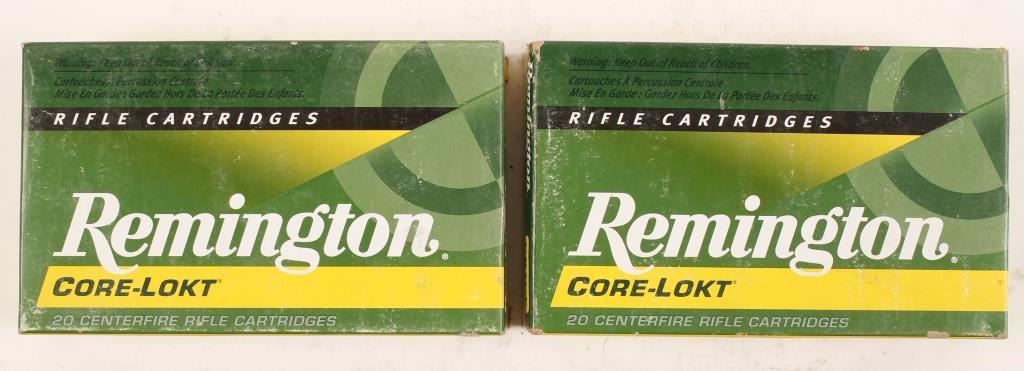 Warning: Keep Out of Reach of Children.
Cartouches À Percussion Centrale
Mise En Garde: Gardez Hors De La Portée Des Enfants.
RIFLE CARTRIDGES
Remington®
CORE-LOKT®
20 CENTERFIRE RIFLE CARTRIDGES
Warning: Keep Out of Reach of Children.
Cartouches À Percussion Centrale
Mise En Garde: Gardez Hors De La Portée Des Enfants.
RIFLE CARTRIDGES
Remington®
CORE-LOKT®
20 CENTERFIRE RIFLE CARTRIDGES